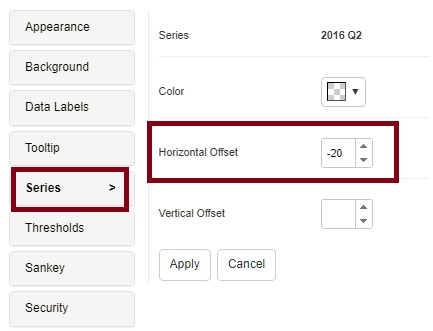 Appearance
Background
Data Labels
Tooltip
Series >
Thresholds
Sankey
Security
Series 2016 Q2
Color
Horizontal Offset -20
Vertical Offset
Apply Cancel